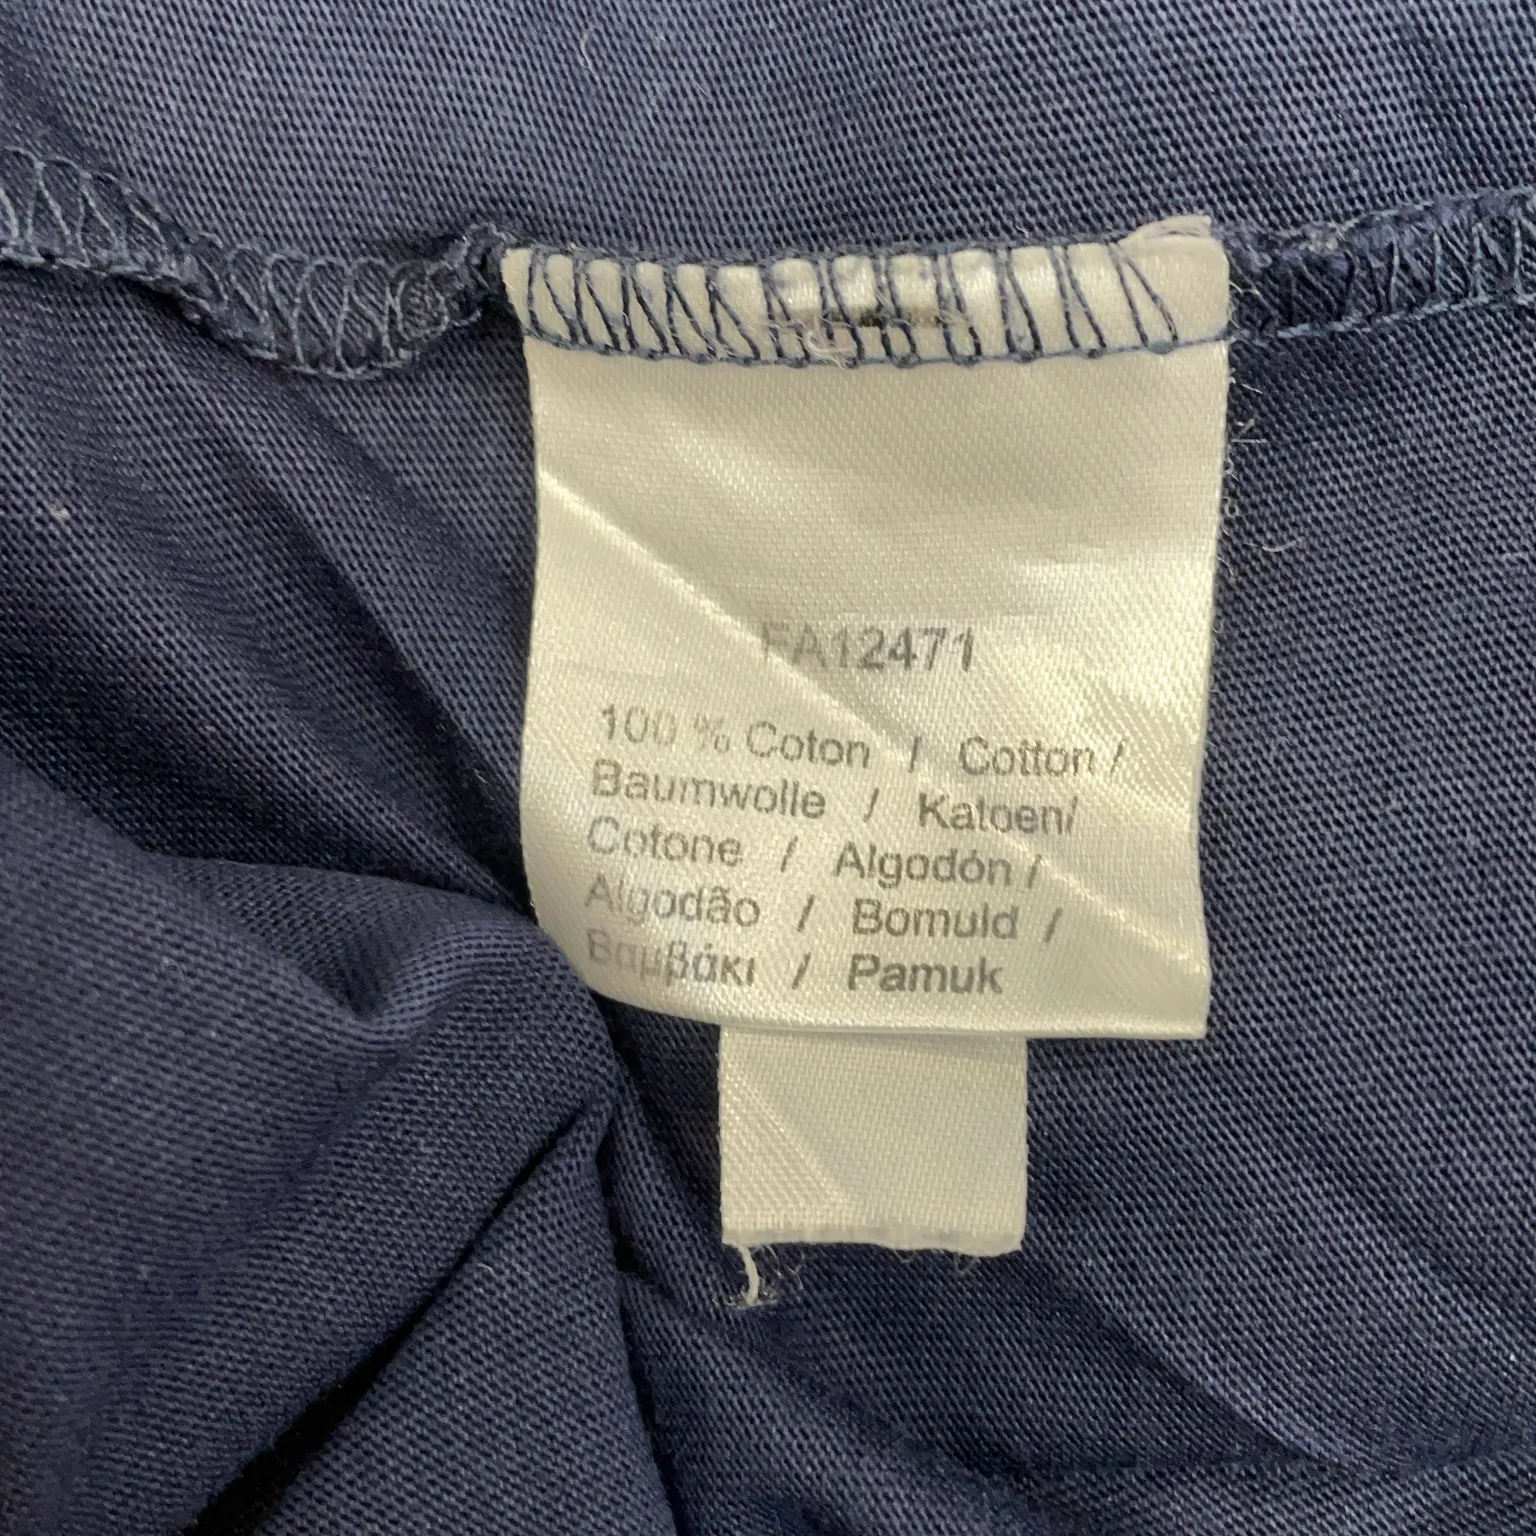 FA12471
100 % Coton / Cotton /
Baumwolle / Katoen/
Cotone / Algodón /
Algodão / Bomuld /
Βαμβάκι / Pamuk